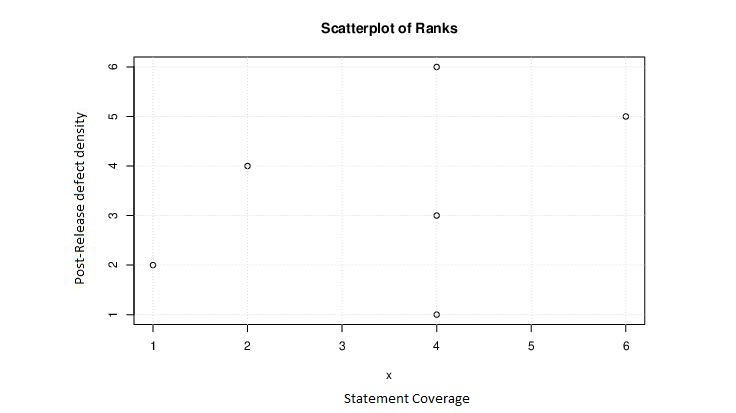 Scatterplot of Ranks
Post-Release defect density
6
5
4
3
2
1
1 2 3 4 5 6
x
Statement Coverage